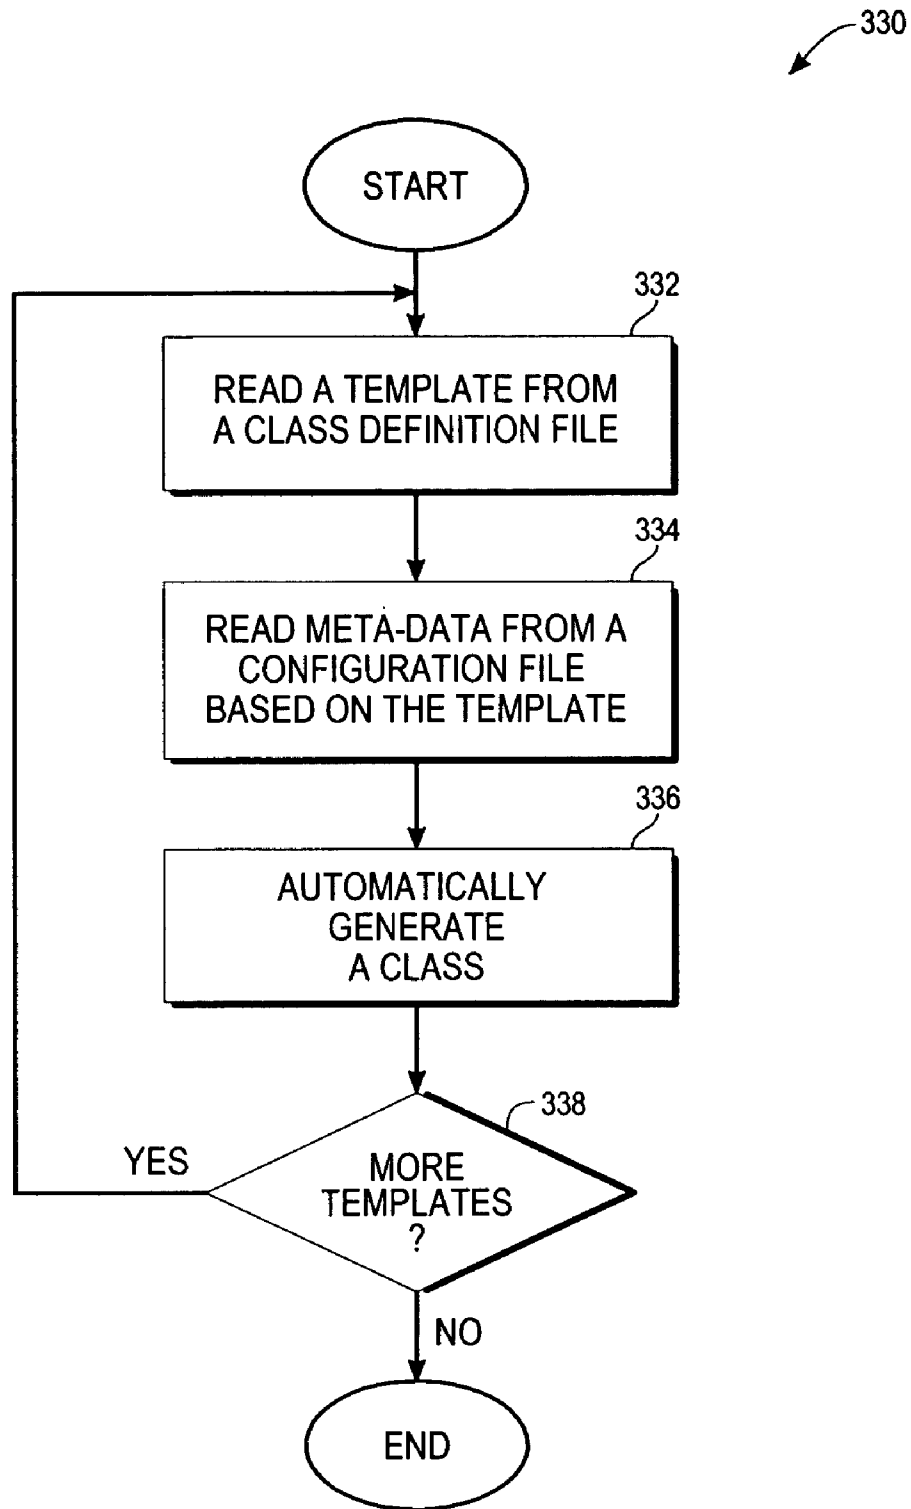 330
START
332
READ A TEMPLATE FROM
A CLASS DEFINITION FILE
334
READ META-DATA FROM A
CONFIGURATION FILE
BASED ON THE TEMPLATE
336
AUTOMATICALLY
GENERATE
A CLASS
338
YES
MORE
TEMPLATES
?
NO
END